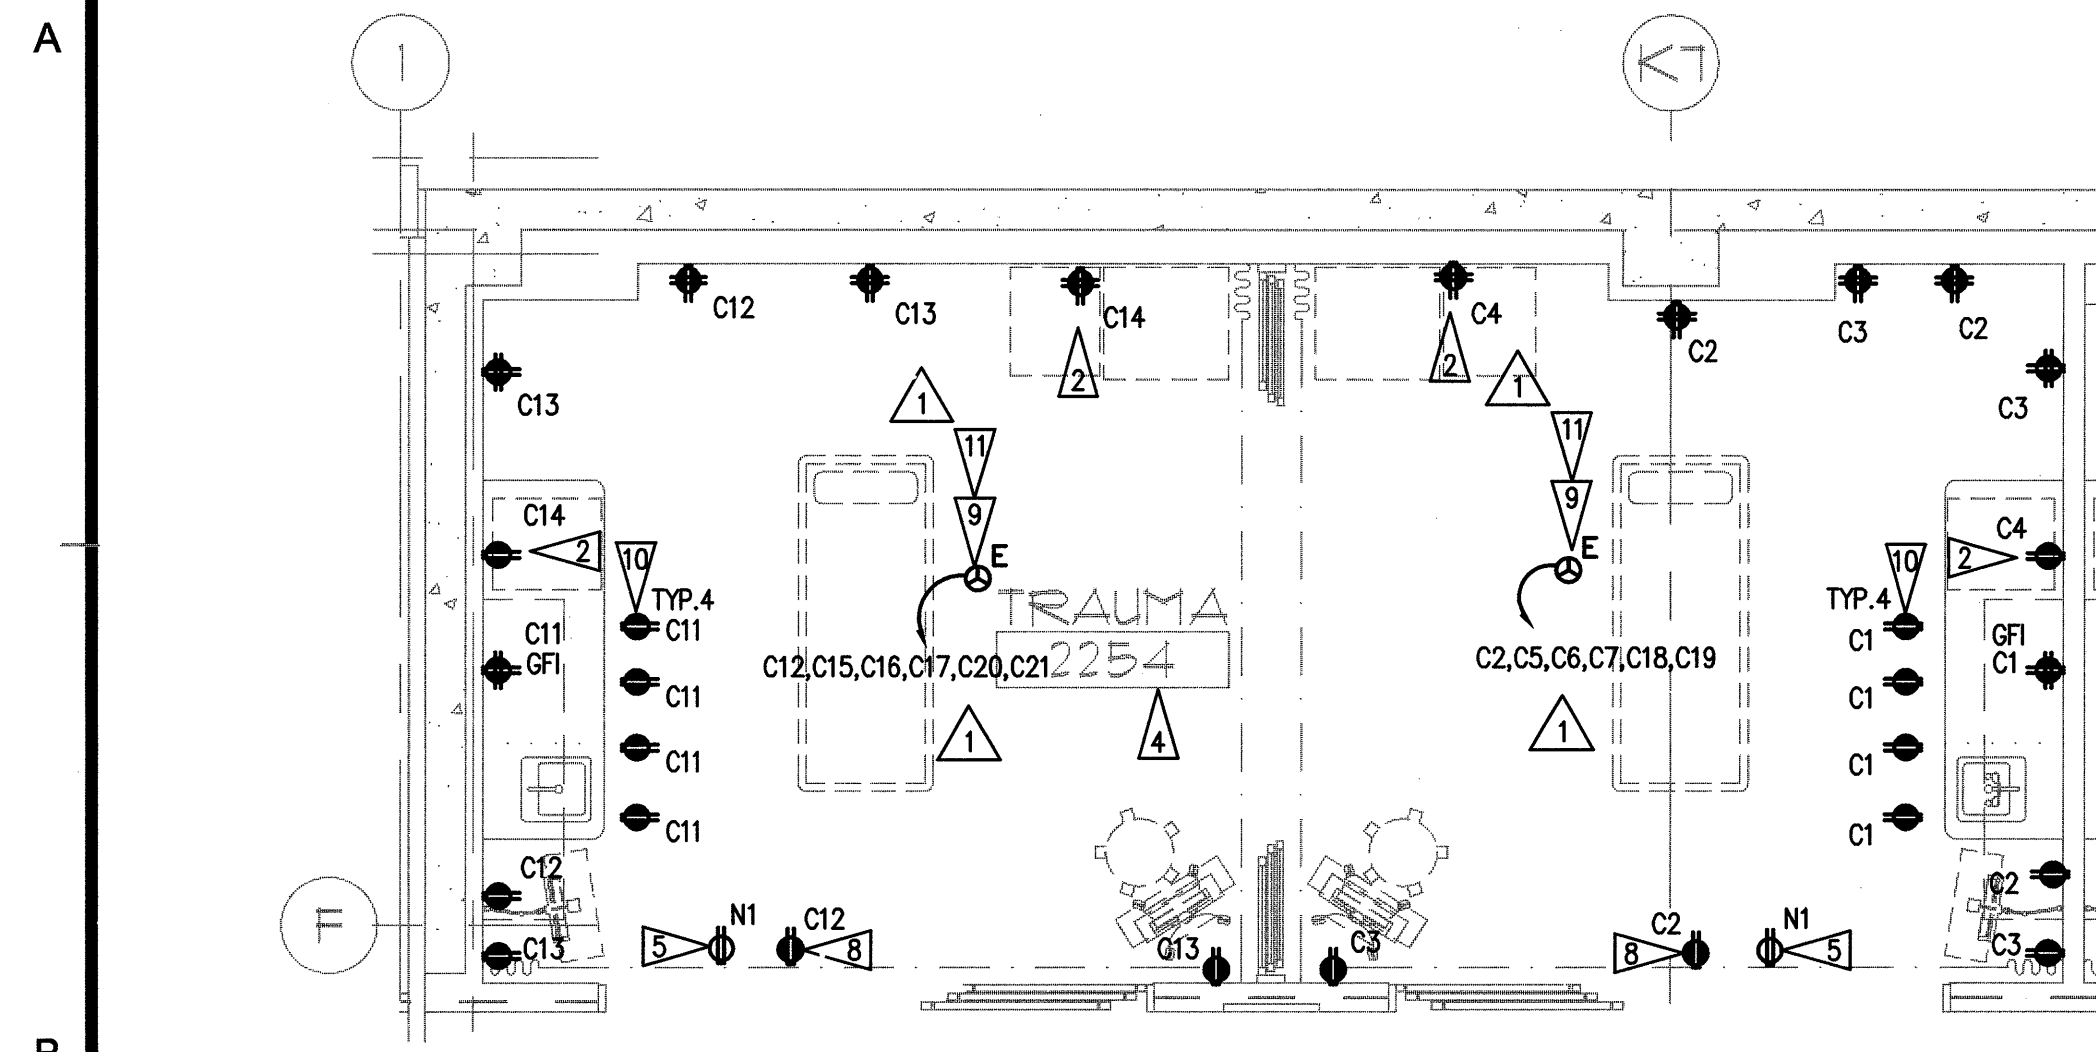 A
1
K7
C12
C13
C14
C4
C2
C3
C2
C13
2
2
1
1
C3
11
11
C14
9
9
C4
2
10
E
E
10
2
TYP.4
TRAUMA
TYP.4
C11
C11
C1
GFI
GFI
C1
C12,C15,C16,C17,C20,C21
2254
C2,C5,C6,C7,C18,C19
C11
C1
1
4
1
C11
C1
C11
C1
C12
C2
F
N1
C12
C2
N1
5
8
C13
C13
C3
8
5
C3